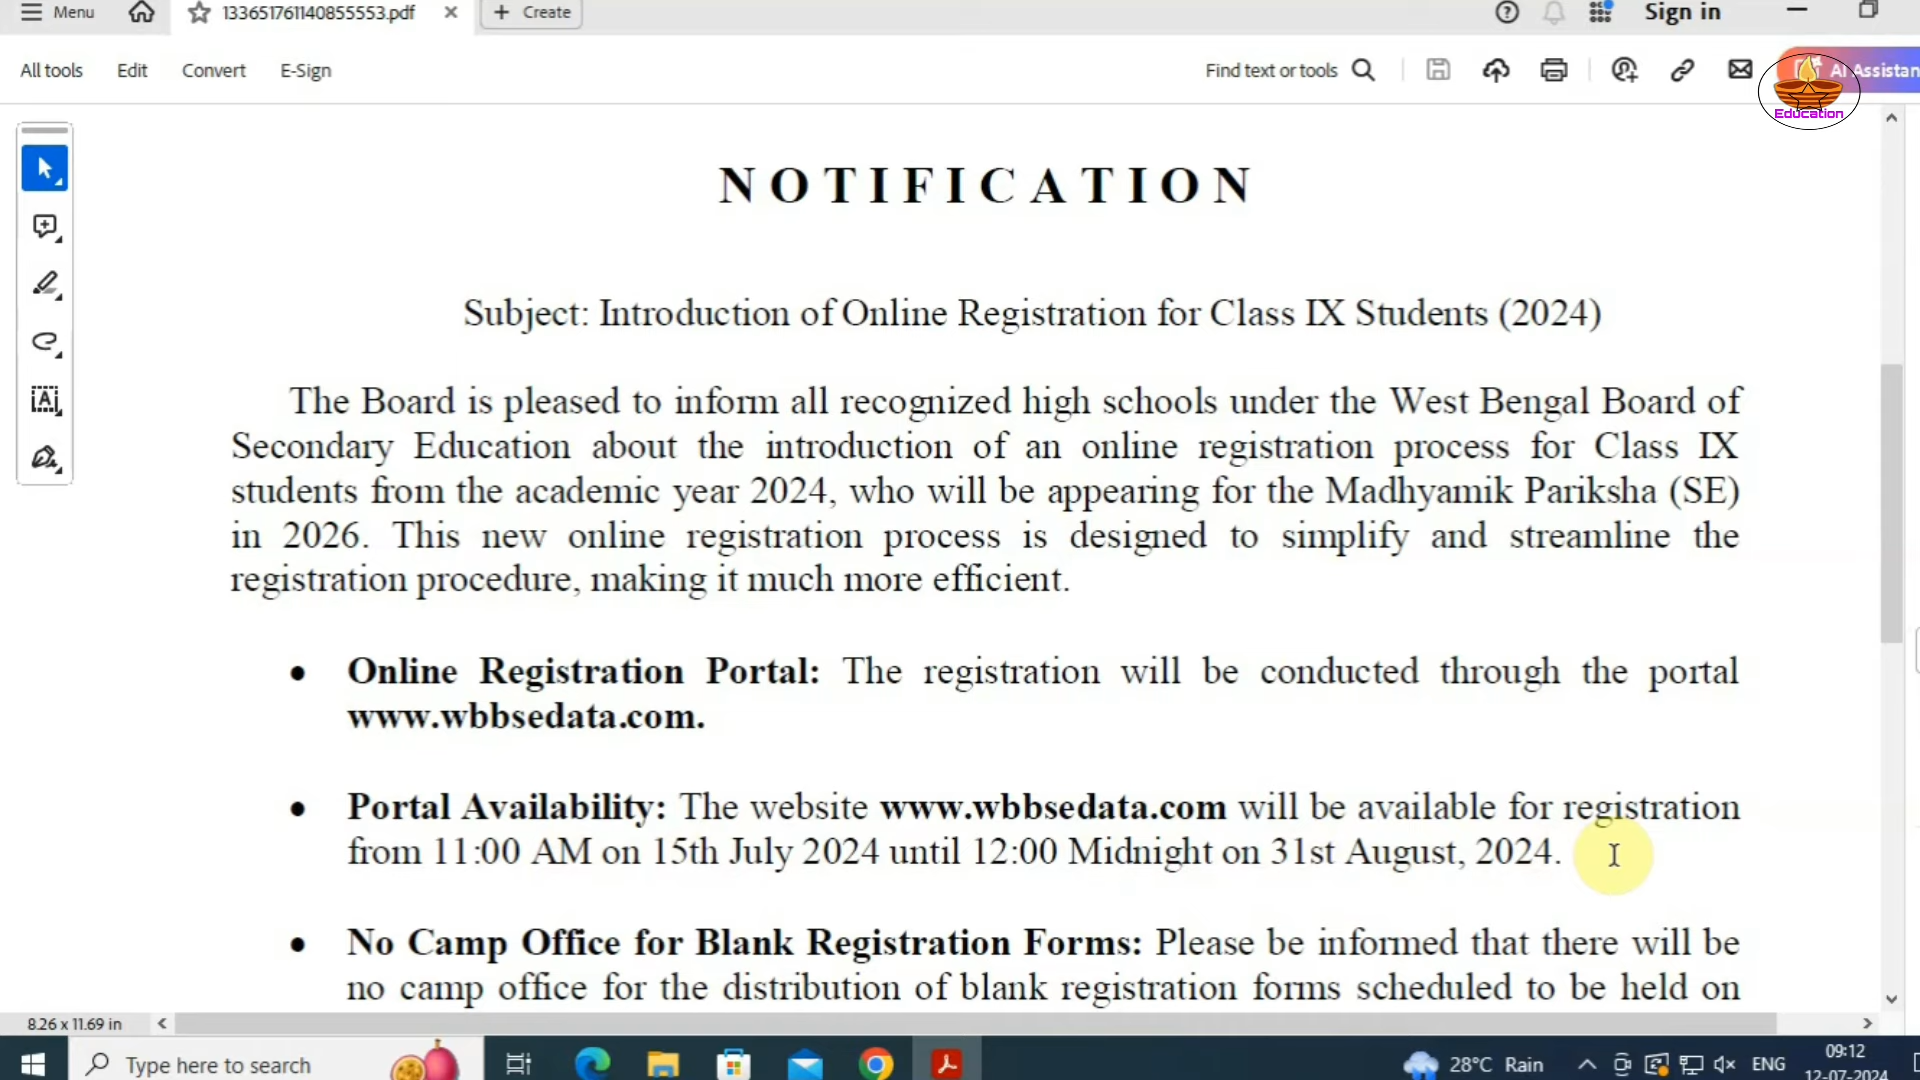 Menu
133651761140855553.pdf
Create
Sign in
All tools
Edit
Convert
E-Sign
Find text or tools
AI Assistan
Education
NOTIFICATION
Subject: Introduction of Online Registration for Class IX Students (2024)
The Board is pleased to inform all recognized high schools under the West Bengal Board of
Secondary Education about the introduction of an online registration process for Class IX
students from the academic year 2024, who will be appearing for the Madhyamik Pariksha (SE)
in 2026. This new online registration process is designed to simplify and streamline the
registration procedure, making it much more efficient.
• Online Registration Portal: The registration will be conducted through the portal
www.wbbsedata.com.
• Portal Availability: The website www.wbbsedata.com will be available for registration
from 11:00 AM on 15th July 2024 until 12:00 Midnight on 31st August, 2024.
• No Camp Office for Blank Registration Forms: Please be informed that there will be
no camp office for the distribution of blank registration forms scheduled to be held on
8.26 x 11.69 in
Type here to search
28°C Rain
ENG
09:12
12-07-2024